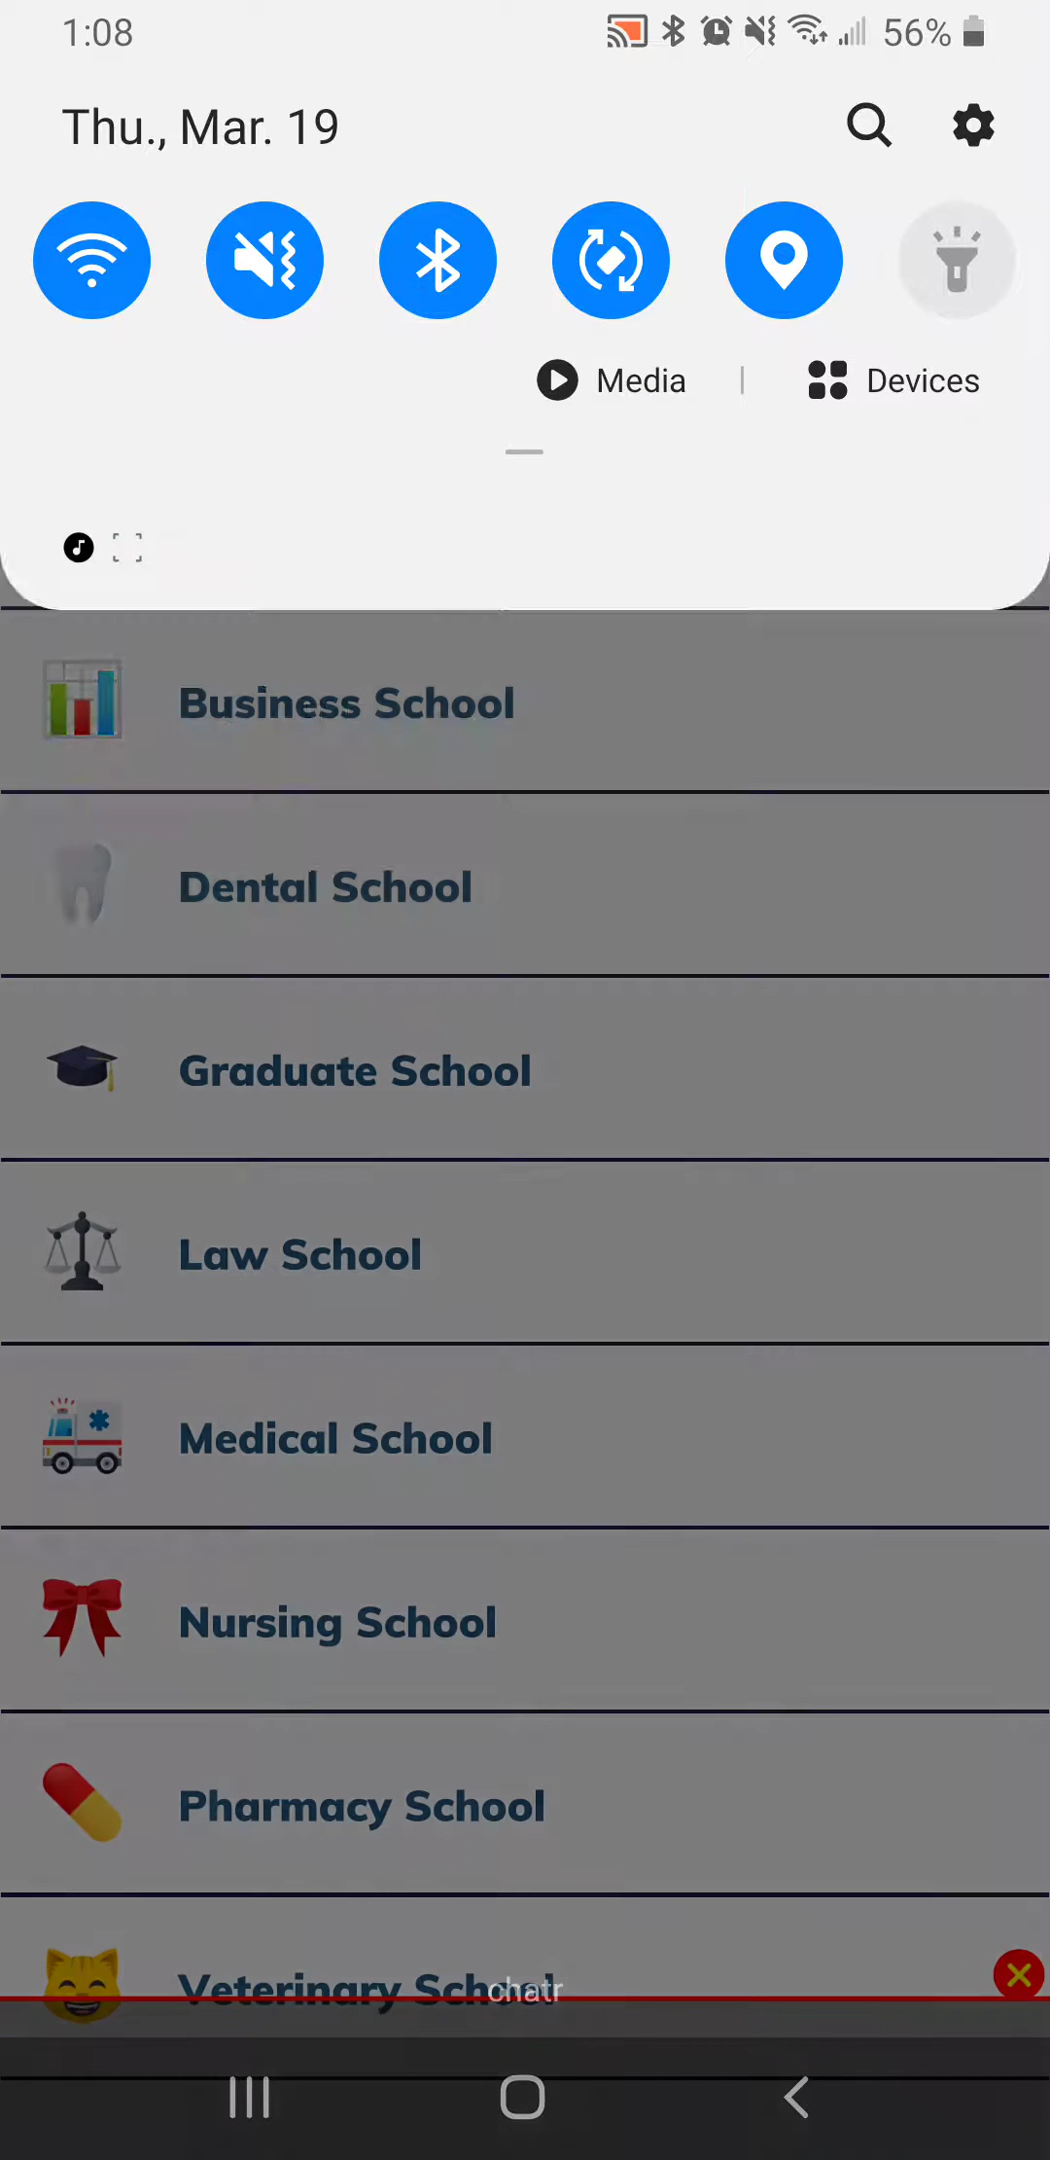 1:08
56%
Thu., Mar. 19
Media
Devices
Business School
Dental School
Graduate School
Law School
Medical School
Nursing School
Pharmacy School
Veterinary School
chatr